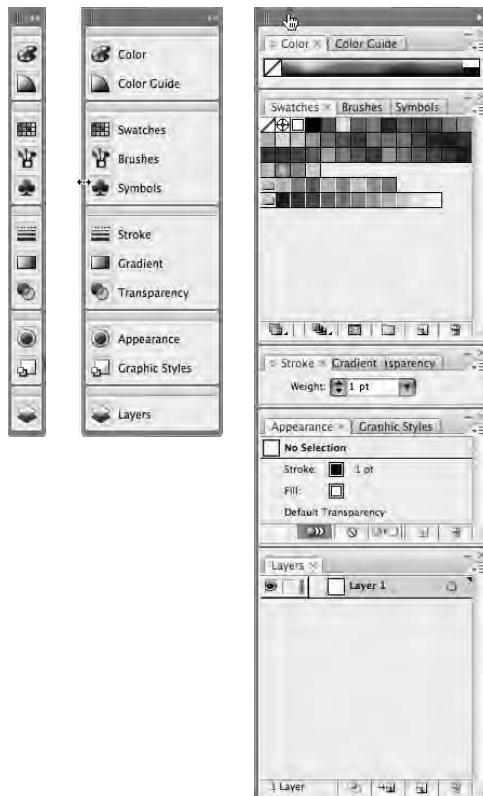 Color
Color Guide
Swatches
Brushes
Symbols
Stroke
Gradient
Transparency
Appearance
Graphic Styles
Layers
Color × Color Guide
Swatches × Brushes Symbols
Stroke × Gradient sparency
Weight: 1 pt
Appearance × Graphic Styles
No Selection
Stroke: 1 pt
Fill:
Default Transparency
Layers ×
Layer 1
1 Layer